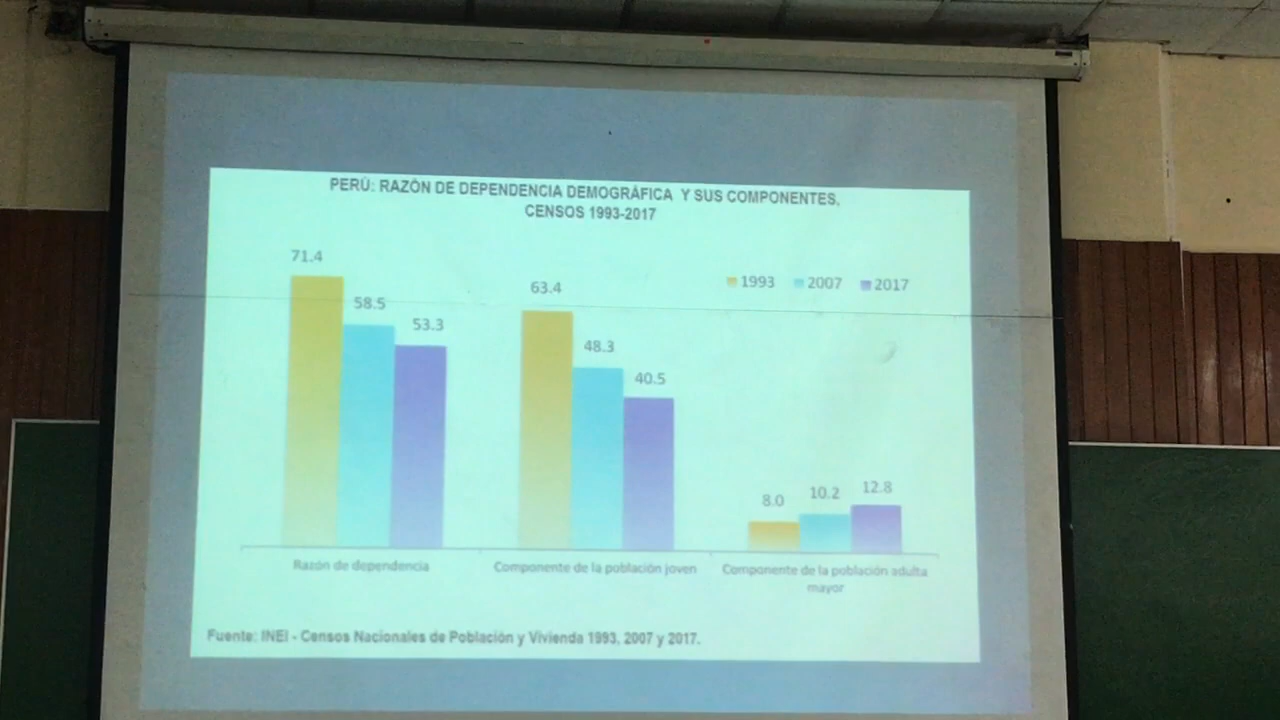 PERÚ: RAZÓN DE DEPENDENCIA DEMOGRÁFICA Y SUS COMPONENTES,
CENSOS 1993-2017
1993 2007 2017
71.4
58.5
53.3
63.4
48.3
40.5
8.0
10.2
12.8
Razón de dependencia
Componente de la población joven
Componente de la población adulta
mayor
Fuente: INEI - Censos Nacionales de Población y Vivienda 1993, 2007 y 2017.